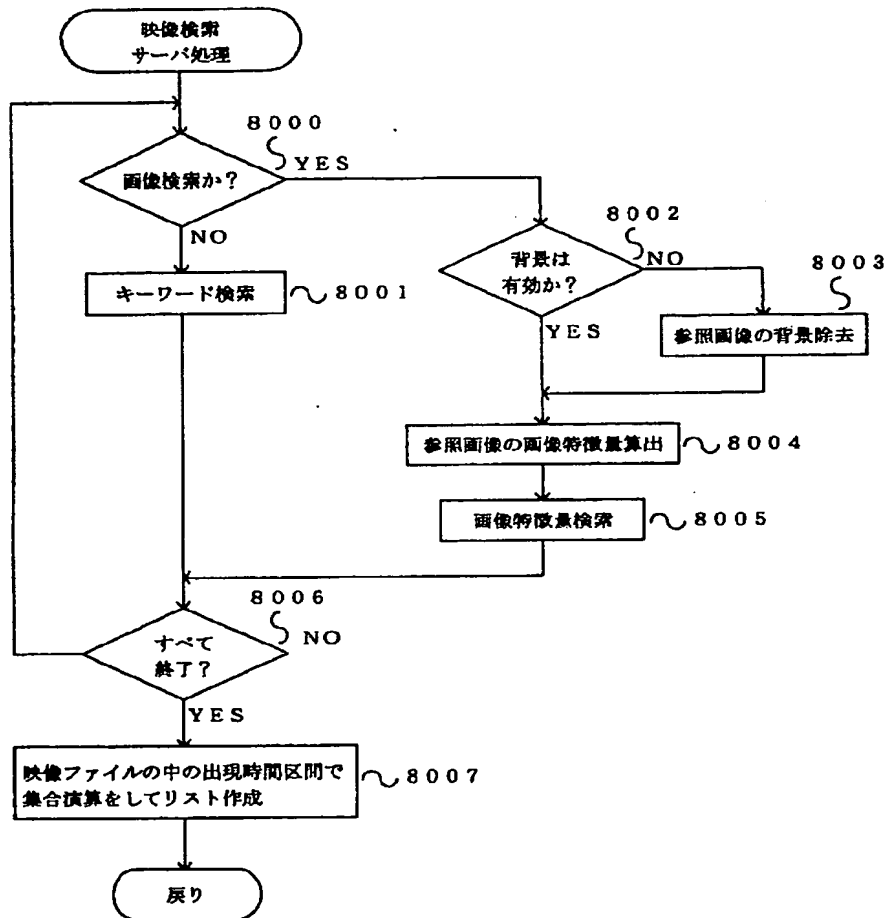 映像検索
サーバ処理
8000
画像検索か？
YES
NO
8002
背景は
有効か？
NO
YES
8003
参照画像の背景除去
キーワード検索
8001
参照画像の画像特徴量算出
8004
画像特徴量検索
8005
8006
すべて
終了？
NO
YES
映像ファイルの中の出現時間区間で
集合演算をしてリスト作成
8007
戻り